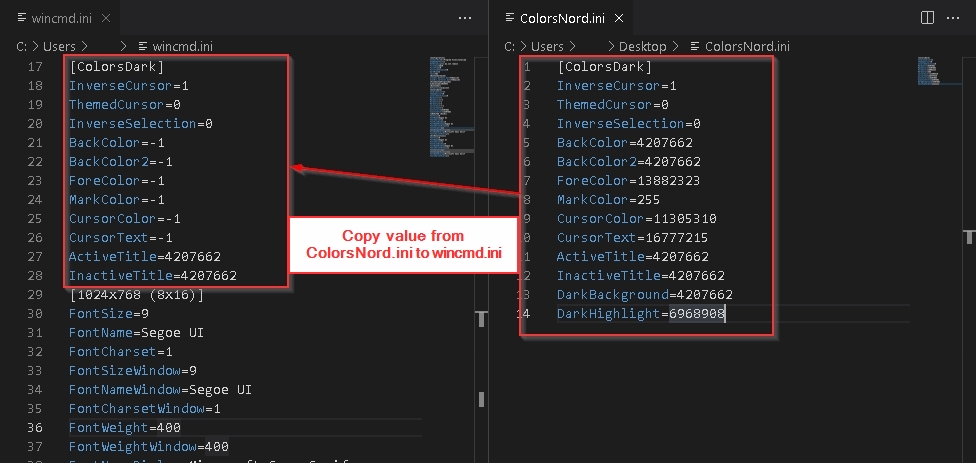 wincmd.ini
C: > Users > > wincmd.ini
17 [ColorsDark]
18 InverseCursor=1
19 ThemedCursor=0
20 InverseSelection=0
21 BackColor=-1
22 BackColor2=-1
23 ForeColor=-1
24 MarkColor=-1
25 CursorColor=-1
26 CursorText=-1
27 ActiveTitle=4207662
28 InactiveTitle=4207662
29 [1024x768 (8x16)]
30 FontSize=9
31 FontName=Segoe UI
32 FontCharset=1
33 FontSizeWindow=9
34 FontNameWindow=Segoe UI
35 FontCharsetWindow=1
36 FontWeight=400
37 FontWeightWindow=400
Copy value from
ColorsNord.ini to wincmd.ini
ColorsNord.ini
C: > Users > > Desktop > ColorsNord.ini
1 [ColorsDark]
2 InverseCursor=1
3 ThemedCursor=0
4 InverseSelection=0
5 BackColor=4207662
6 BackColor2=4207662
7 ForeColor=13882323
8 MarkColor=255
9 CursorColor=11305310
10 CursorText=16777215
11 ActiveTitle=4207662
12 InactiveTitle=4207662
13 DarkBackground=4207662
14 DarkHighlight=6968908